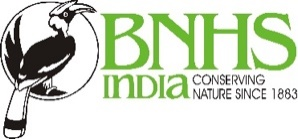 BNHS
INDIA CONSERVING
NATURE SINCE 1883